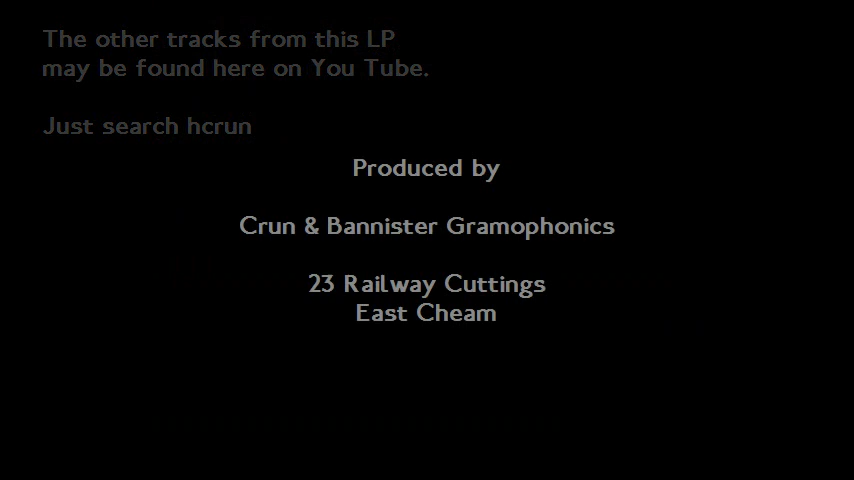 The other tracks from this LP
may be found here on You Tube.
Just search hcrun
Produced by
Crun & Bannister Gramophonics
23 Railway Cuttings
East Cheam